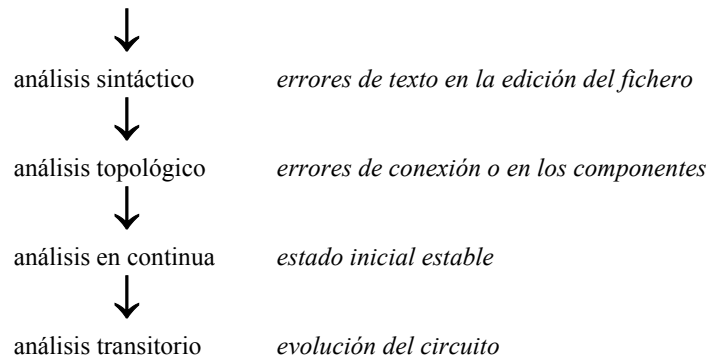 análisis sintáctico errores de texto en la edición del fichero
análisis topológico errores de conexión o en los componentes
análisis en continua estado inicial estable
análisis transitorio evolución del circuito